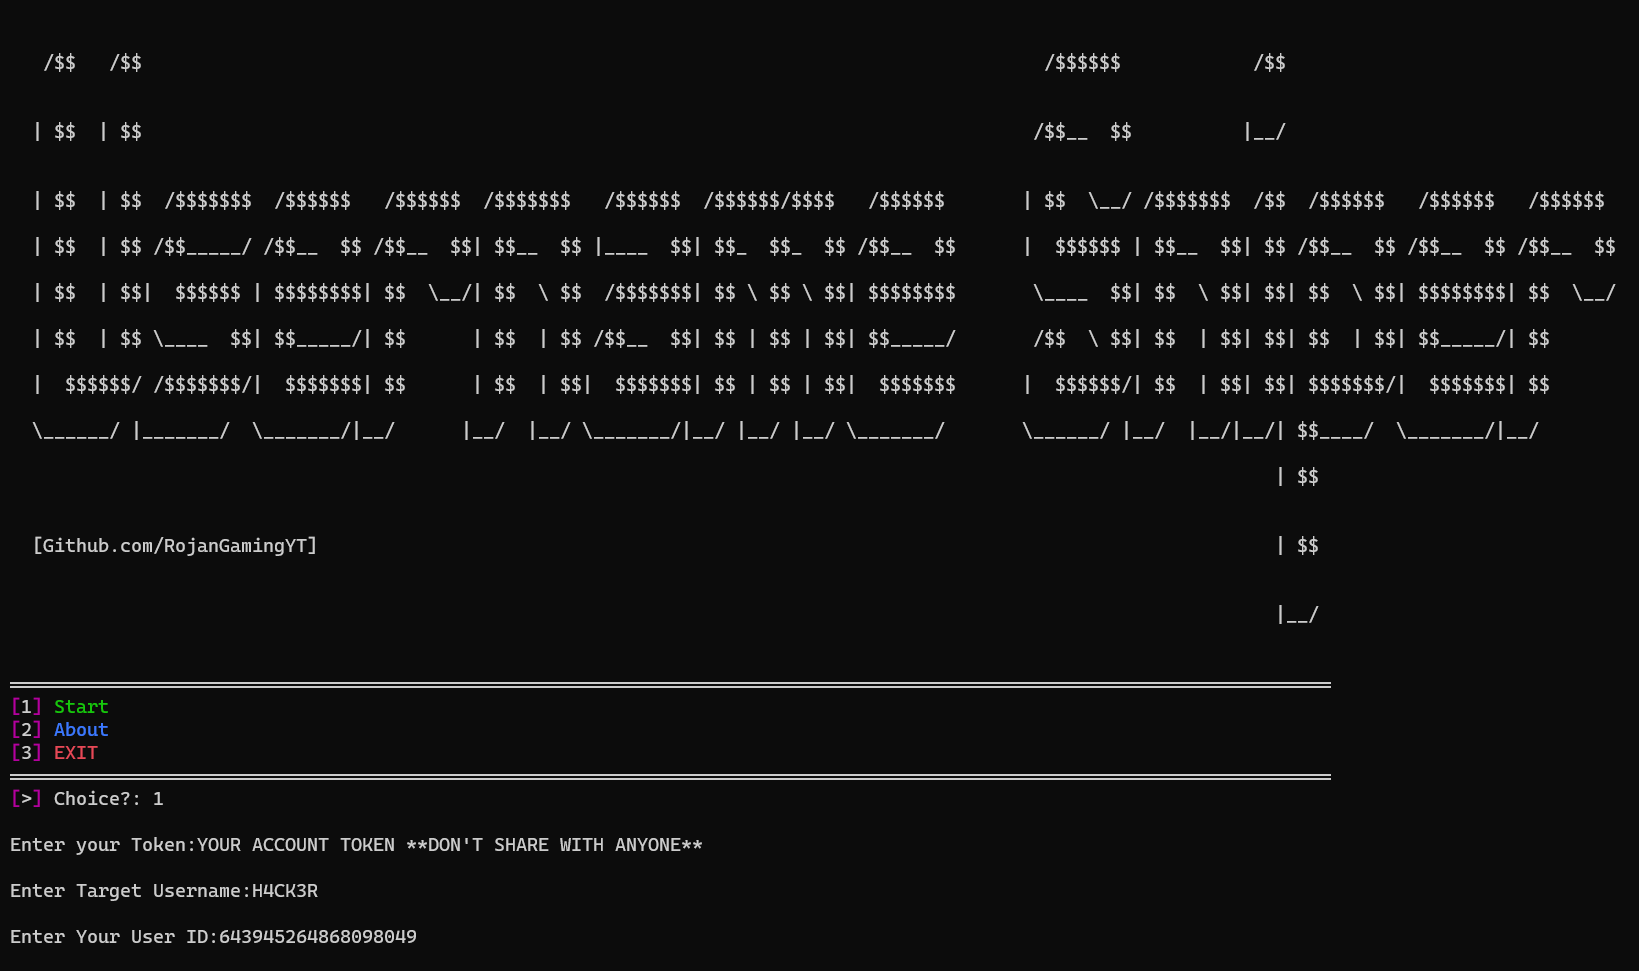 /$$   /$$                                                                                  /$$$$$$            /$$
| $$  | $$                                                                                 /$$__  $$          |__/
| $$  | $$  /$$$$$$$  /$$$$$$   /$$$$$$  /$$$$$$$   /$$$$$$  /$$$$$$/$$$$   /$$$$$$       | $$  \__/ /$$$$$$$  /$$  /$$$$$$   /$$$$$$   /$$$$$$
| $$  | $$ /$$_____/ /$$__  $$ /$$__  $$| $$__  $$ |____  $$| $$_  $$_  $$ /$$__  $$      |  $$$$$$ | $$__  $$| $$ /$$__  $$ /$$__  $$ /$$__  $$
| $$  | $$|  $$$$$$ | $$$$$$$$| $$  \__/| $$  \ $$  /$$$$$$$| $$ \ $$ \ $$| $$$$$$$$       \____  $$| $$  \ $$| $$| $$  \ $$| $$$$$$$$| $$  \__/
| $$  | $$ \____  $$| $$_____/| $$      | $$  | $$ /$$__  $$| $$ | $$ | $$| $$_____/       /$$  \ $$| $$  | $$| $$| $$  | $$| $$_____/| $$
|  $$$$$$/ /$$$$$$$/|  $$$$$$$| $$      | $$  | $$|  $$$$$$$| $$ | $$ | $$|  $$$$$$$      |  $$$$$$/| $$  | $$| $$| $$$$$$$/|  $$$$$$$| $$
\______/ |_______/  \_______/|__/      |__/  |__/ \_______/|__/ |__/ |__/ \_______/       \______/ |__/  |__/|__/| $$____/  \_______/|__/
| $$
[Github.com/RojanGamingYT]                                                                                       | $$
|__/
[1] Start
[2] About
[3] EXIT
[>] Choice?: 1
Enter your Token:YOUR ACCOUNT TOKEN **DON'T SHARE WITH ANYONE**
Enter Target Username:H4CK3R
Enter Your User ID:643945264868098049